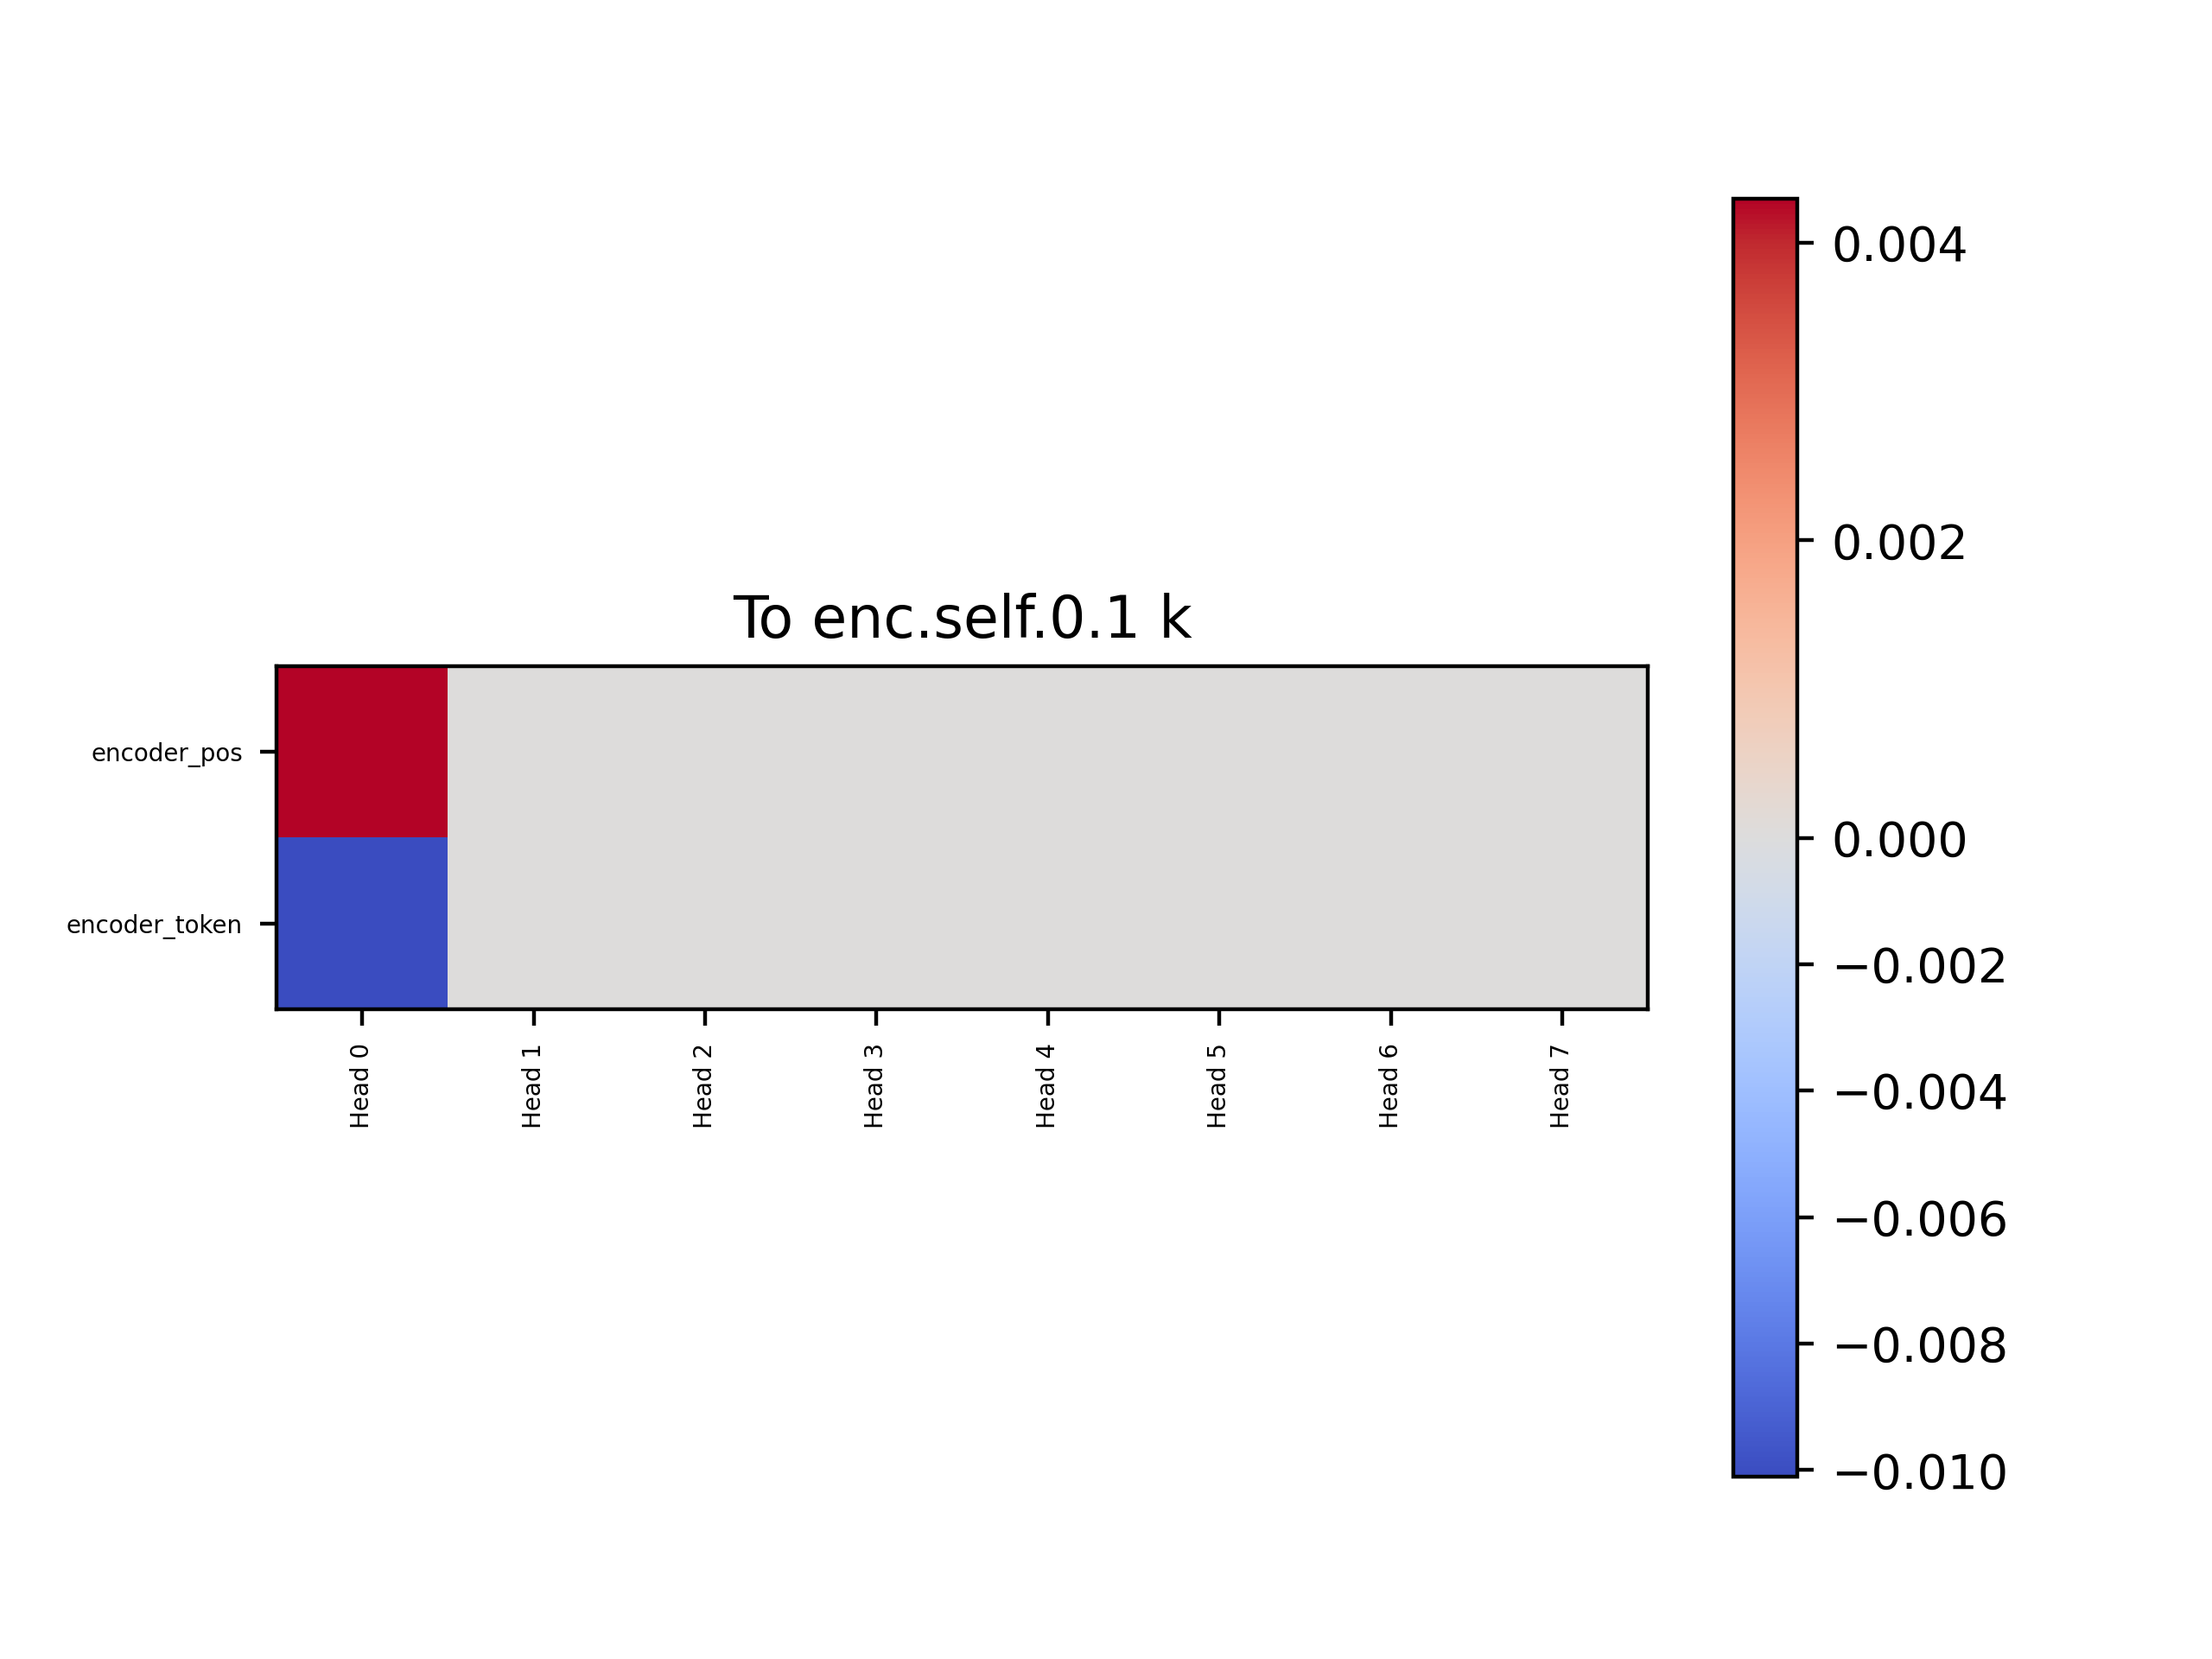 To enc.self.0.1 k
encoder_pos
encoder_token
Head 0
Head 1
Head 2
Head 3
Head 4
Head 5
Head 6
Head 7
0.004
0.002
0.000
−0.002
−0.004
−0.006
−0.008
−0.010